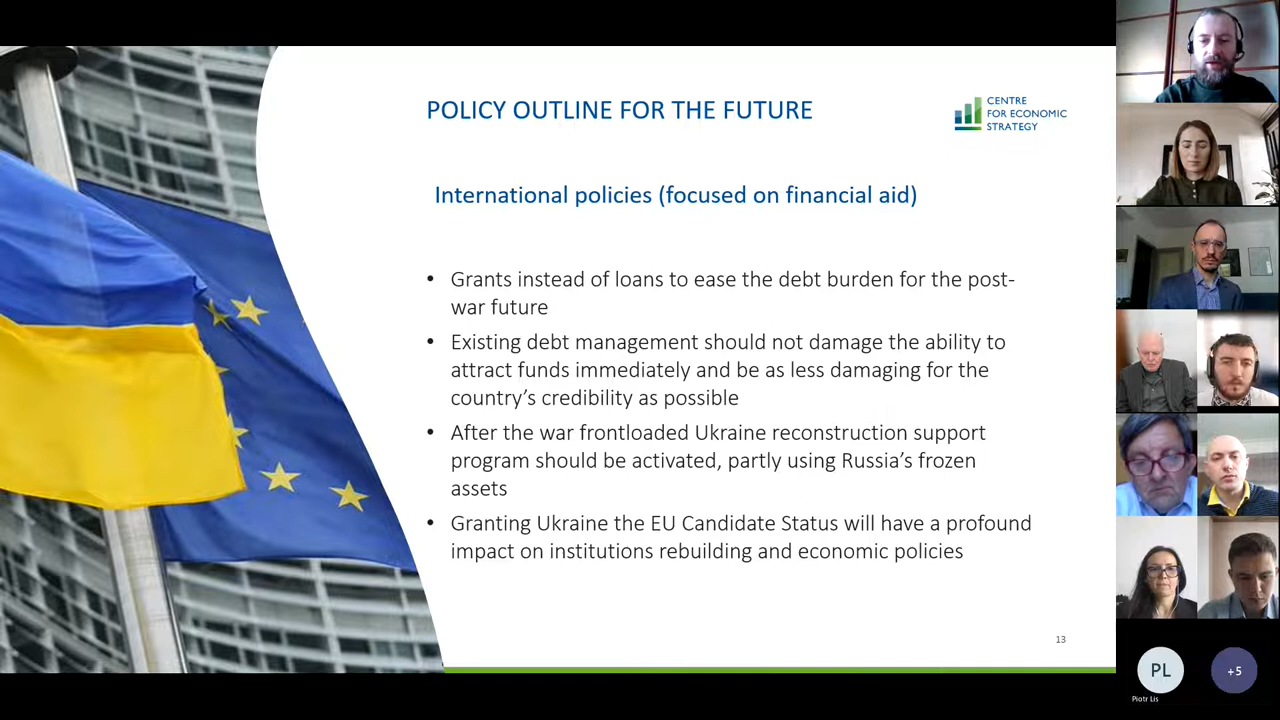 POLICY OUTLINE FOR THE FUTURE
CENTRE
FOR ECONOMIC
STRATEGY
International policies (focused on financial aid)
• Grants instead of loans to ease the debt burden for the post-
war future
• Existing debt management should not damage the ability to
attract funds immediately and be as less damaging for the
country’s credibility as possible
• After the war frontloaded Ukraine reconstruction support
program should be activated, partly using Russia’s frozen
assets
• Granting Ukraine the EU Candidate Status will have a profound
impact on institutions rebuilding and economic policies
13
PL
+5
Piotr Lis